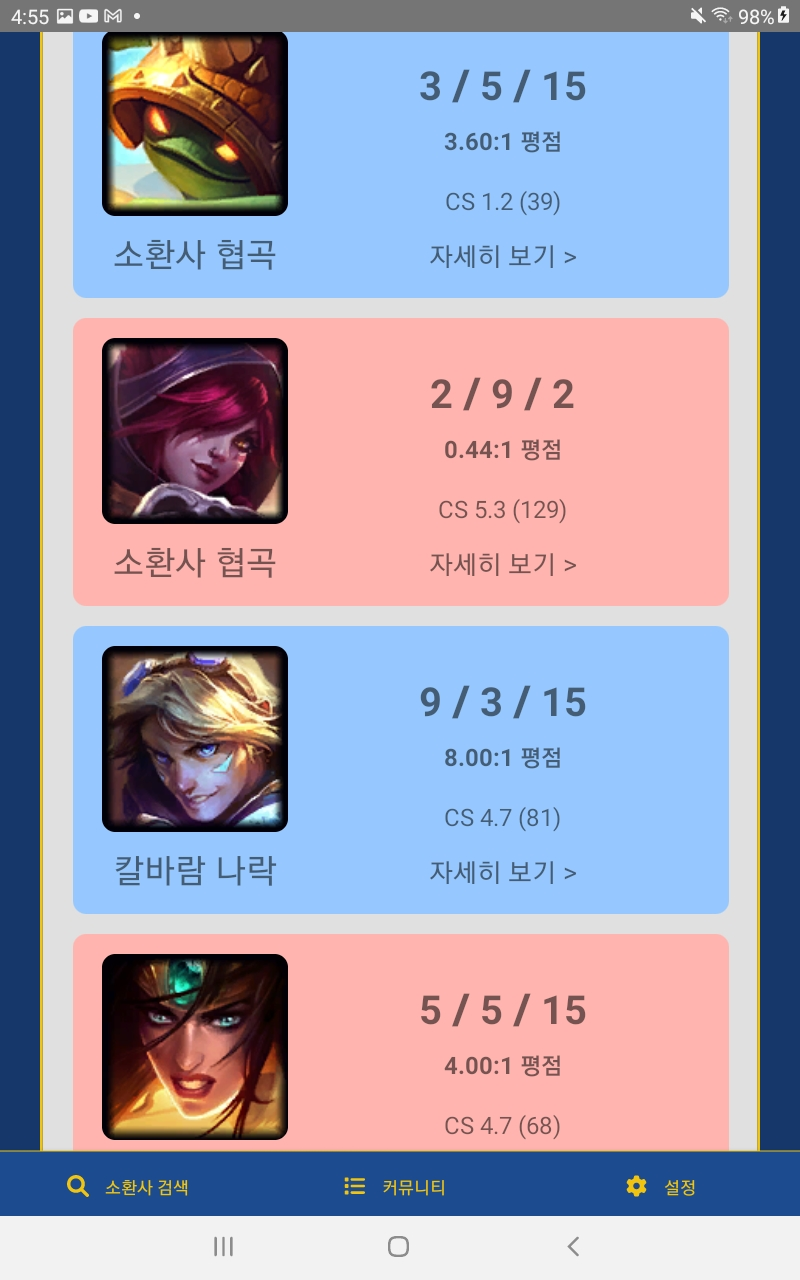 4:55
98%
3 / 5 / 15
3.60:1 평점
CS 1.2 (39)
소환사 협곡
자세히 보기 >
2 / 9 / 2
0.44:1 평점
CS 5.3 (129)
소환사 협곡
자세히 보기 >
9 / 3 / 15
8.00:1 평점
CS 4.7 (81)
칼바람 나락
자세히 보기 >
5 / 5 / 15
4.00:1 평점
CS 4.7 (68)
소환사 검색
커뮤니티
설정